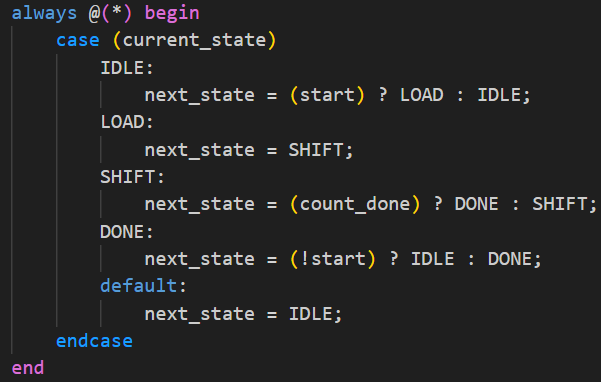 always @(*) begin
    case (current_state)
        IDLE:
            next_state = (start) ? LOAD : IDLE;
        LOAD:
            next_state = SHIFT;
        SHIFT:
            next_state = (count_done) ? DONE : SHIFT;
        DONE:
            next_state = (!start) ? IDLE : DONE;
        default:
            next_state = IDLE;
    endcase
end